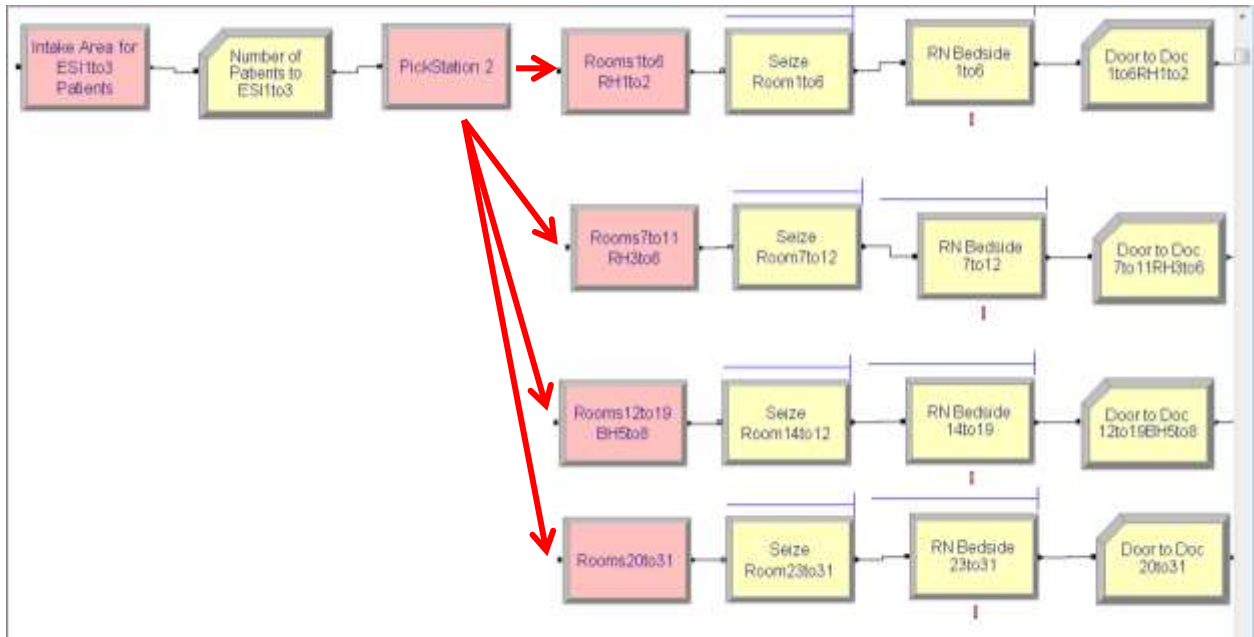 Intake Area for
ESI1to3
Patients
Number of
Patients to
ESI1to3
PickStation 2
Rooms1to6
RH1to2
Seize
Room1to6
RN Bedside
1to6
Door to Doc
1to6RH1to2
Rooms7to11
RH3to6
Seize
Room7to12
RN Bedside
7to12
Door to Doc
7to11RH3to6
Rooms12to19
BH5to8
Seize
Room14to12
RN Bedside
14to19
Door to Doc
12to19BH5to8
Rooms20to31
Seize
Room23to31
RN Bedside
23to31
Door to Doc
20to31